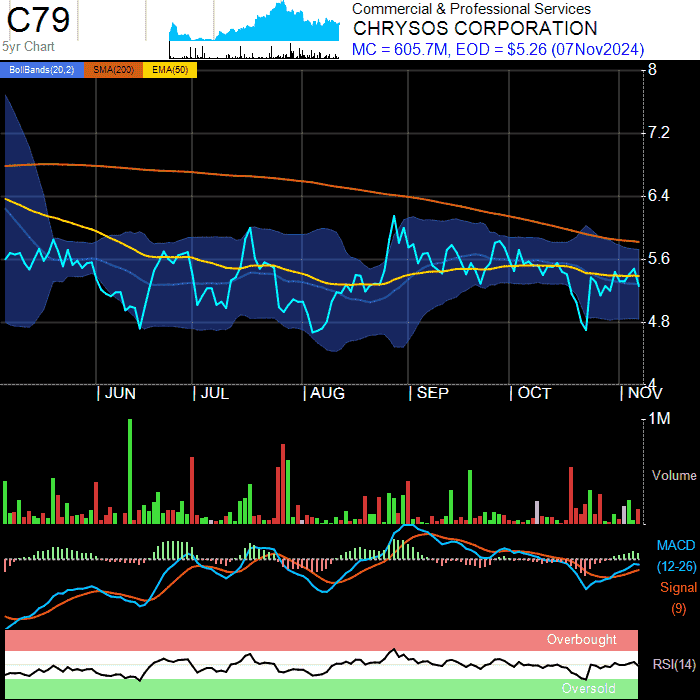 C79
5yr Chart
Commercial & Professional Services
CHRYSOS CORPORATION
MC = 605.7M, EOD = $5.26 (07Nov2024)
BollBands(20,2) SMA(200) EMA(50)
8
7.2
6.4
5.6
4.8
4
JUN JUL AUG SEP OCT NOV
1M
Volume
MACD
(12-26)
Signal
(9)
Overbought
RSI(14)
Oversold